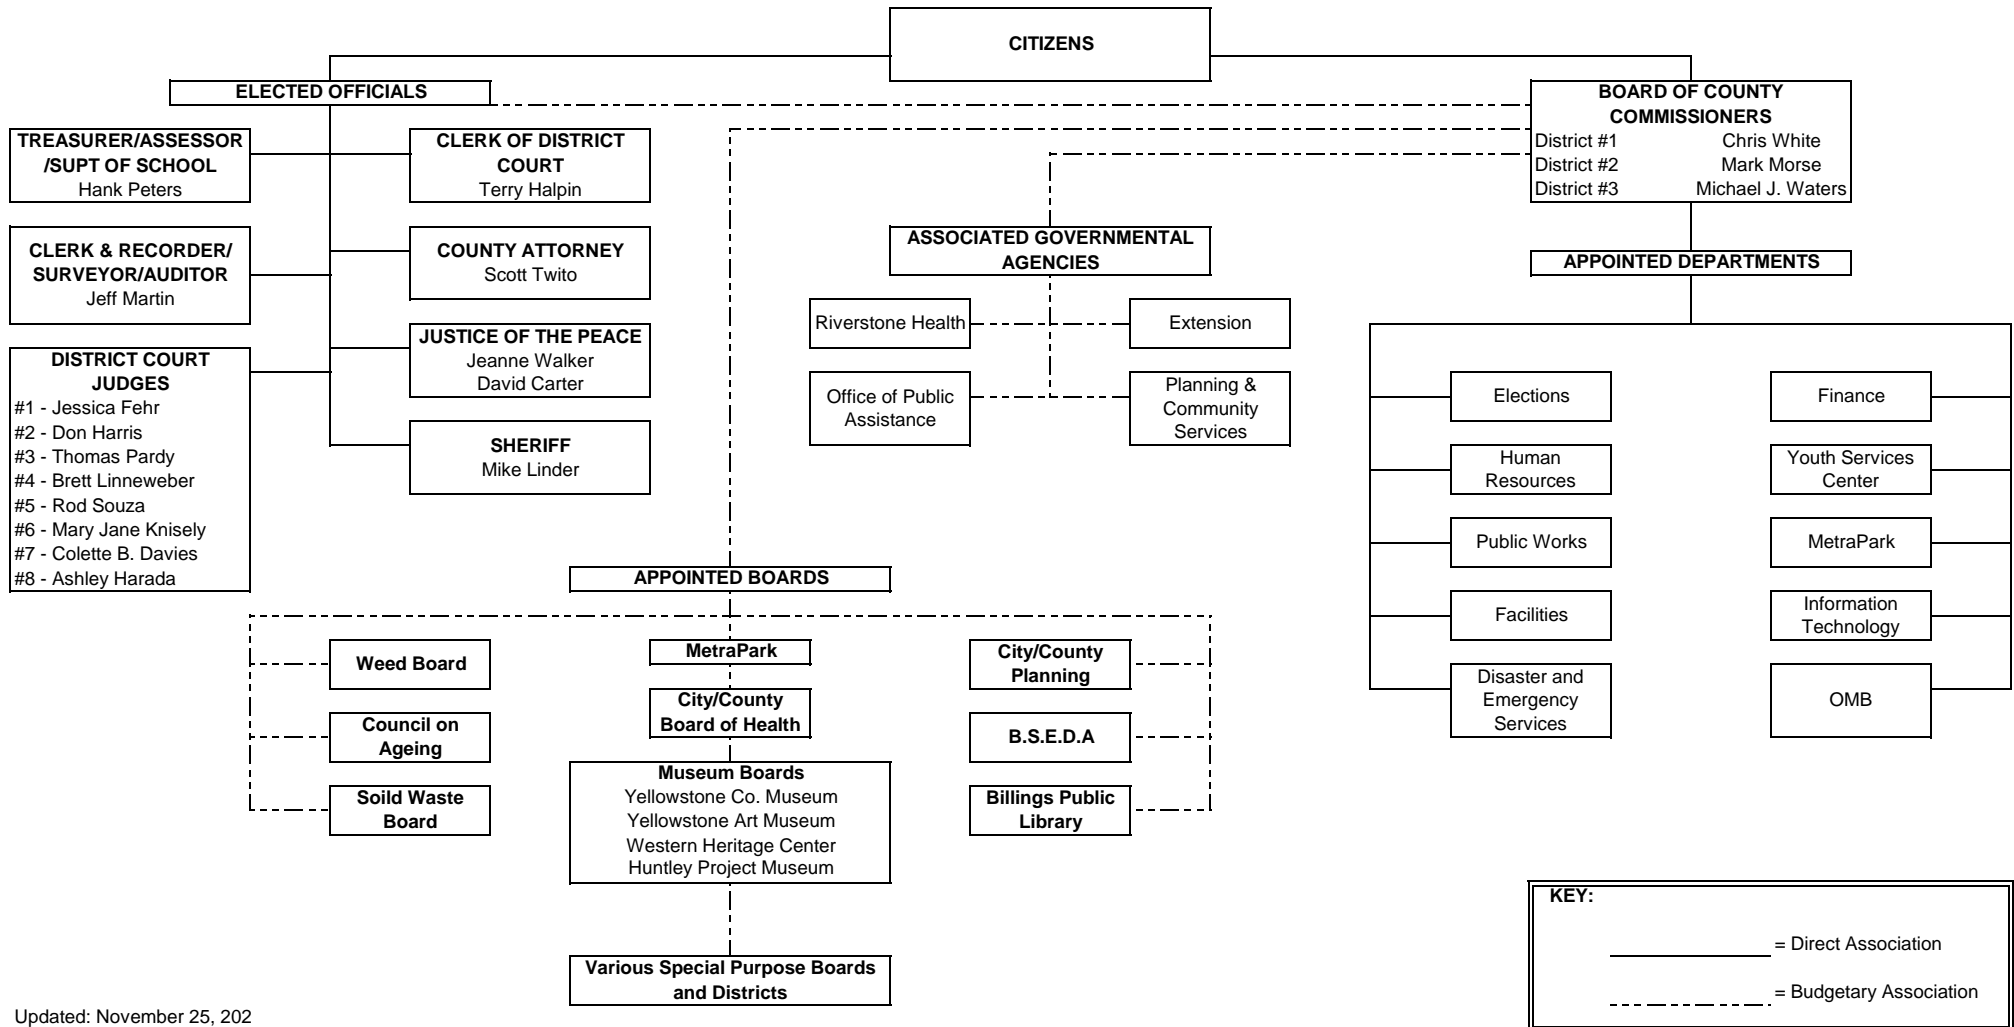 CITIZENS
ELECTED OFFICIALS
TREASURER/ASSESSOR
/SUPT OF SCHOOL
Hank Peters
CLERK OF DISTRICT
COURT
Terry Halpin
CLERK & RECORDER/
SURVEYOR/AUDITOR
Jeff Martin
COUNTY ATTORNEY
Scott Twito
DISTRICT COURT
JUDGES
#1 - Jessica Fehr
#2 - Don Harris
#3 - Thomas Pardy
#4 - Brett Linneweber
#5 - Rod Souza
#6 - Mary Jane Knisely
#7 - Colette B. Davies
#8 - Ashley Harada
JUSTICE OF THE PEACE
Jeanne Walker
David Carter
SHERIFF
Mike Linder
BOARD OF COUNTY
COMMISSIONERS
District #1 Chris White
District #2 Mark Morse
District #3 Michael J. Waters
ASSOCIATED GOVERNMENTAL
AGENCIES
Riverstone Health
Extension
Office of Public
Assistance
Planning &
Community
Services
APPOINTED DEPARTMENTS
Elections
Finance
Human
Resources
Youth Services
Center
Public Works
MetraPark
Facilities
Information
Technology
Disaster and
Emergency
Services
OMB
APPOINTED BOARDS
Weed Board
MetraPark
City/County
Planning
Council on
Ageing
City/County
Board of Health
B.S.E.D.A
Soild Waste
Board
Museum Boards
Yellowstone Co. Museum
Yellowstone Art Museum
Western Heritage Center
Huntley Project Museum
Billings Public
Library
Various Special Purpose Boards
and Districts
KEY:
= Direct Association
= Budgetary Association
Updated: November 25, 202